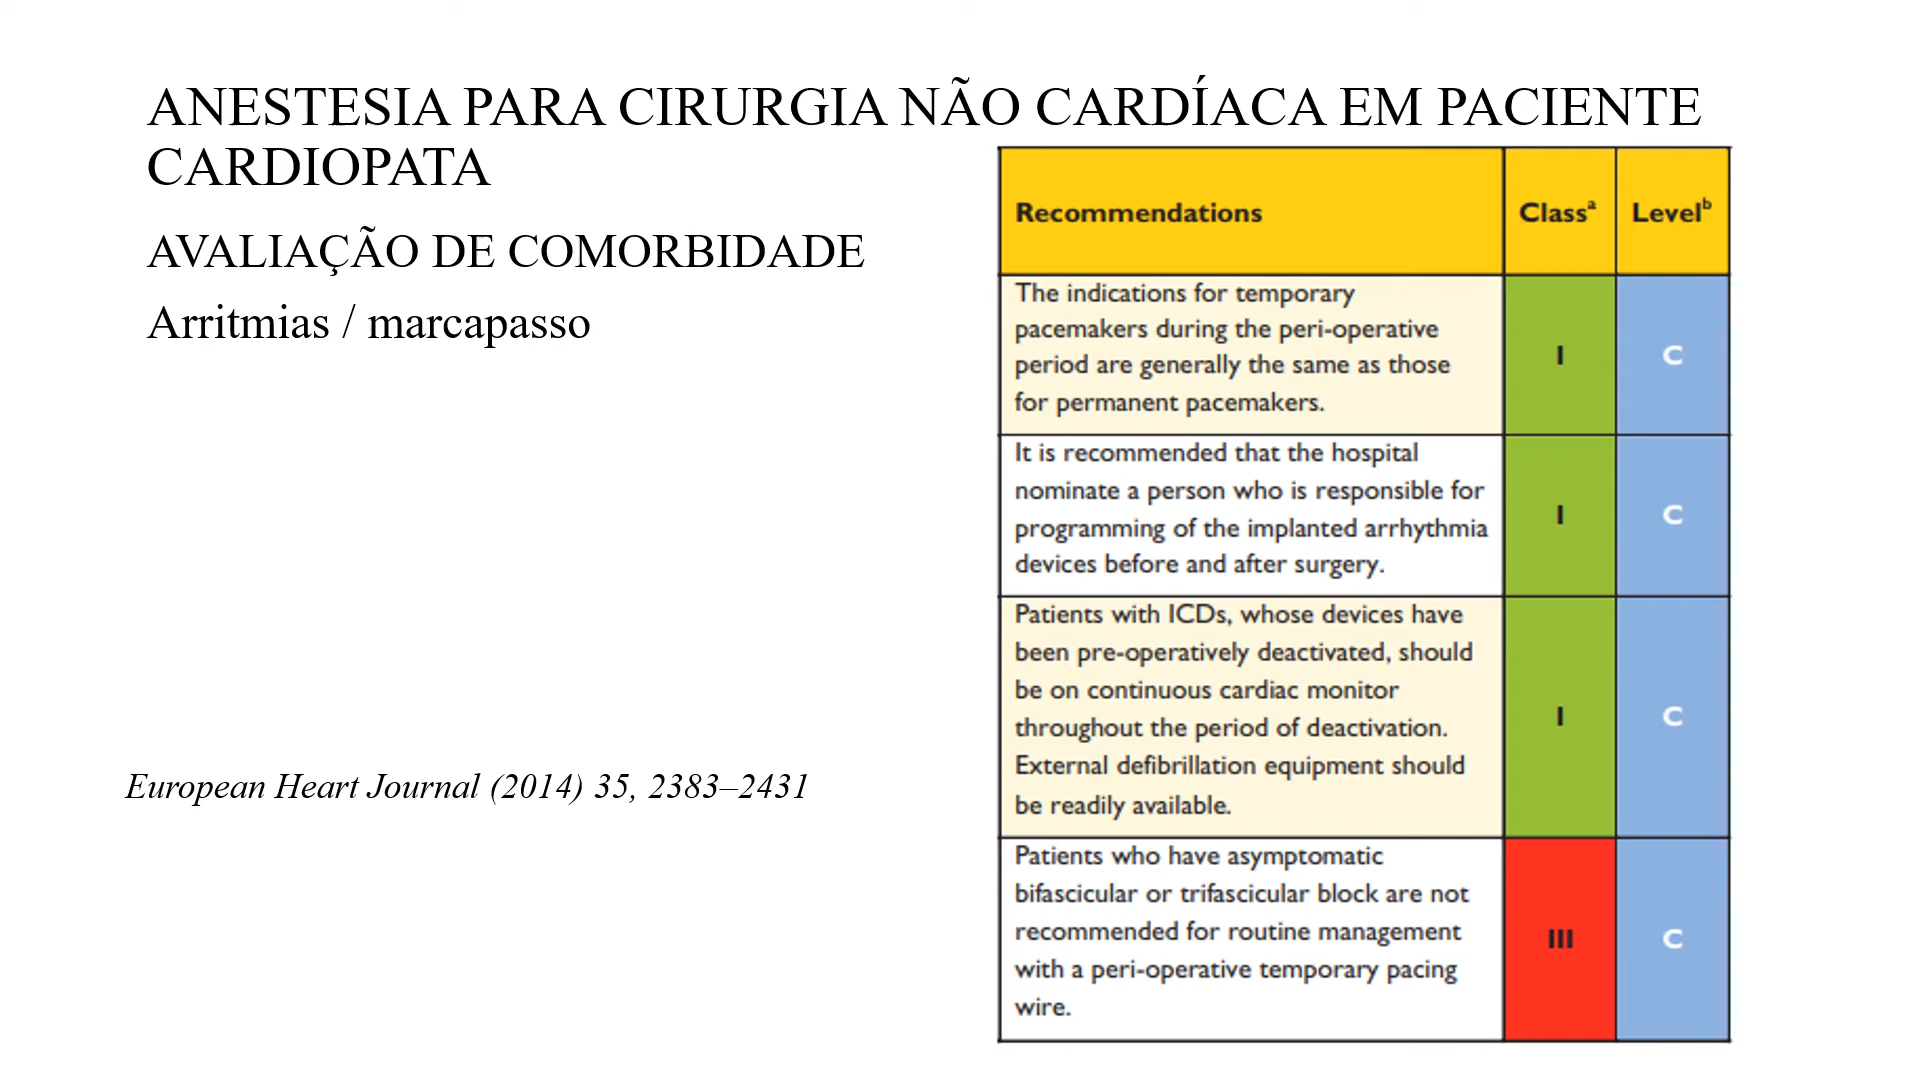 ANESTESIA PARA CIRURGIA NÃO CARDÍACA EM PACIENTE
CARDIOPATA
AVALIAÇÃO DE COMORBIDADE
Arritmias / marcapasso
European Heart Journal (2014) 35, 2383–2431
Recommendations Classᵃ Levelᵇ
The indications for temporary
pacemakers during the peri-operative
period are generally the same as those
for permanent pacemakers.
I C
It is recommended that the hospital
nominate a person who is responsible for
programming of the implanted arrhythmia
devices before and after surgery.
I C
Patients with ICDs, whose devices have
been pre-operatively deactivated, should
be on continuous cardiac monitor
throughout the period of deactivation.
External defibrillation equipment should
be readily available.
I C
Patients who have asymptomatic
bifascicular or trifascicular block are not
recommended for routine management
with a peri-operative temporary pacing
wire.
III C